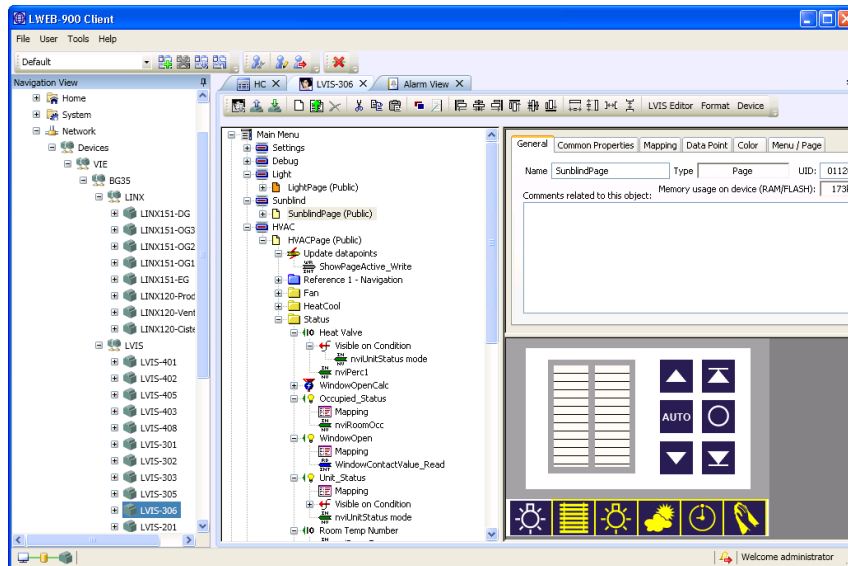 LWEB-900 Client
File User Tools Help
Default
Navigation View
Home
System
Network
Devices
VIE
BG35
LINX
LINX151-DG
LINX151-OG3
LINX151-OG2
LINX151-OG1
LINX151-EG
LINX120-Prod
LINX120-Vent
LINX120-Ciste
LVIS
LVIS-401
LVIS-402
LVIS-405
LVIS-403
LVIS-408
LVIS-301
LVIS-302
LVIS-303
LVIS-305
LVIS-306
LVIS-201
HC X LVIS-306 X Alarm View X
LVIS Editor Format Device
Main Menu
Settings
Debug
Light
LightPage (Public)
Sunblind
SunblindPage (Public)
HVAC
HVACPage (Public)
Update datapoints
ShowPageActive_Write
Reference 1 - Navigation
Fan
HeatCool
Status
Heat Valve
Visible on Condition
nviUnitStatus mode
nviPerc1
WindowOpenCalc
Occupied_Status
Mapping
nviRoomOcc
WindowOpen
Mapping
WindowContactValue_Read
Unit_Status
Mapping
Visible on Condition
nviUnitStatus mode
Room Temp Number
General Common Properties Mapping Data Point Color Menu / Page
Name SunblindPage Type Page UID: 0112
Memory usage on device (RAM/FLASH): 173
Comments related to this object:
AUTO
Welcome administrator